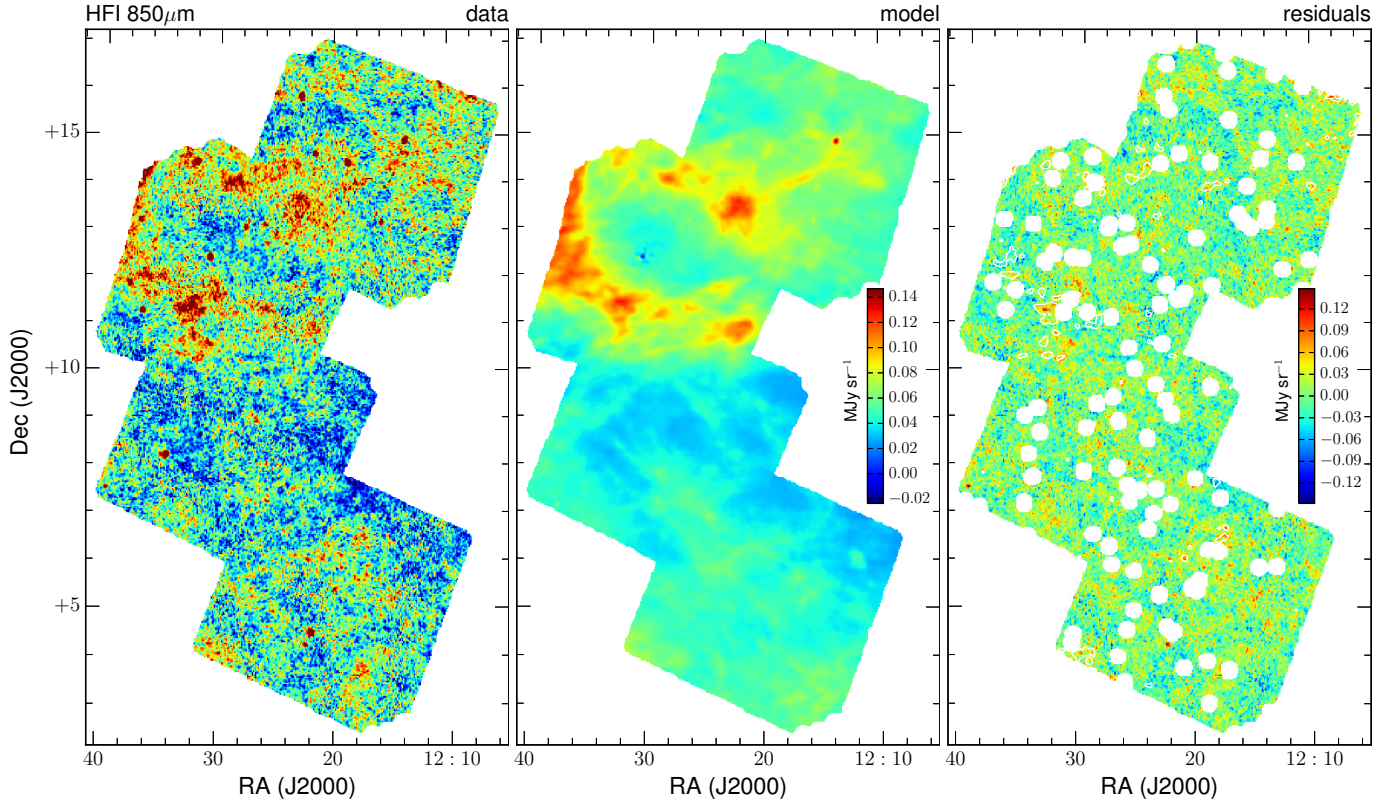 HFI 850μm data
model
residuals
Dec (J2000)
+15
+10
+5
MJy sr⁻¹
0.14
0.12
0.10
0.08
0.06
0.04
0.02
0.00
−0.02
MJy sr⁻¹
0.12
0.09
0.06
0.03
0.00
−0.03
−0.06
−0.09
−0.12
40 30 20 12 : 10
40 30 20 12 : 10
40 30 20 12 : 10
RA (J2000)
RA (J2000)
RA (J2000)